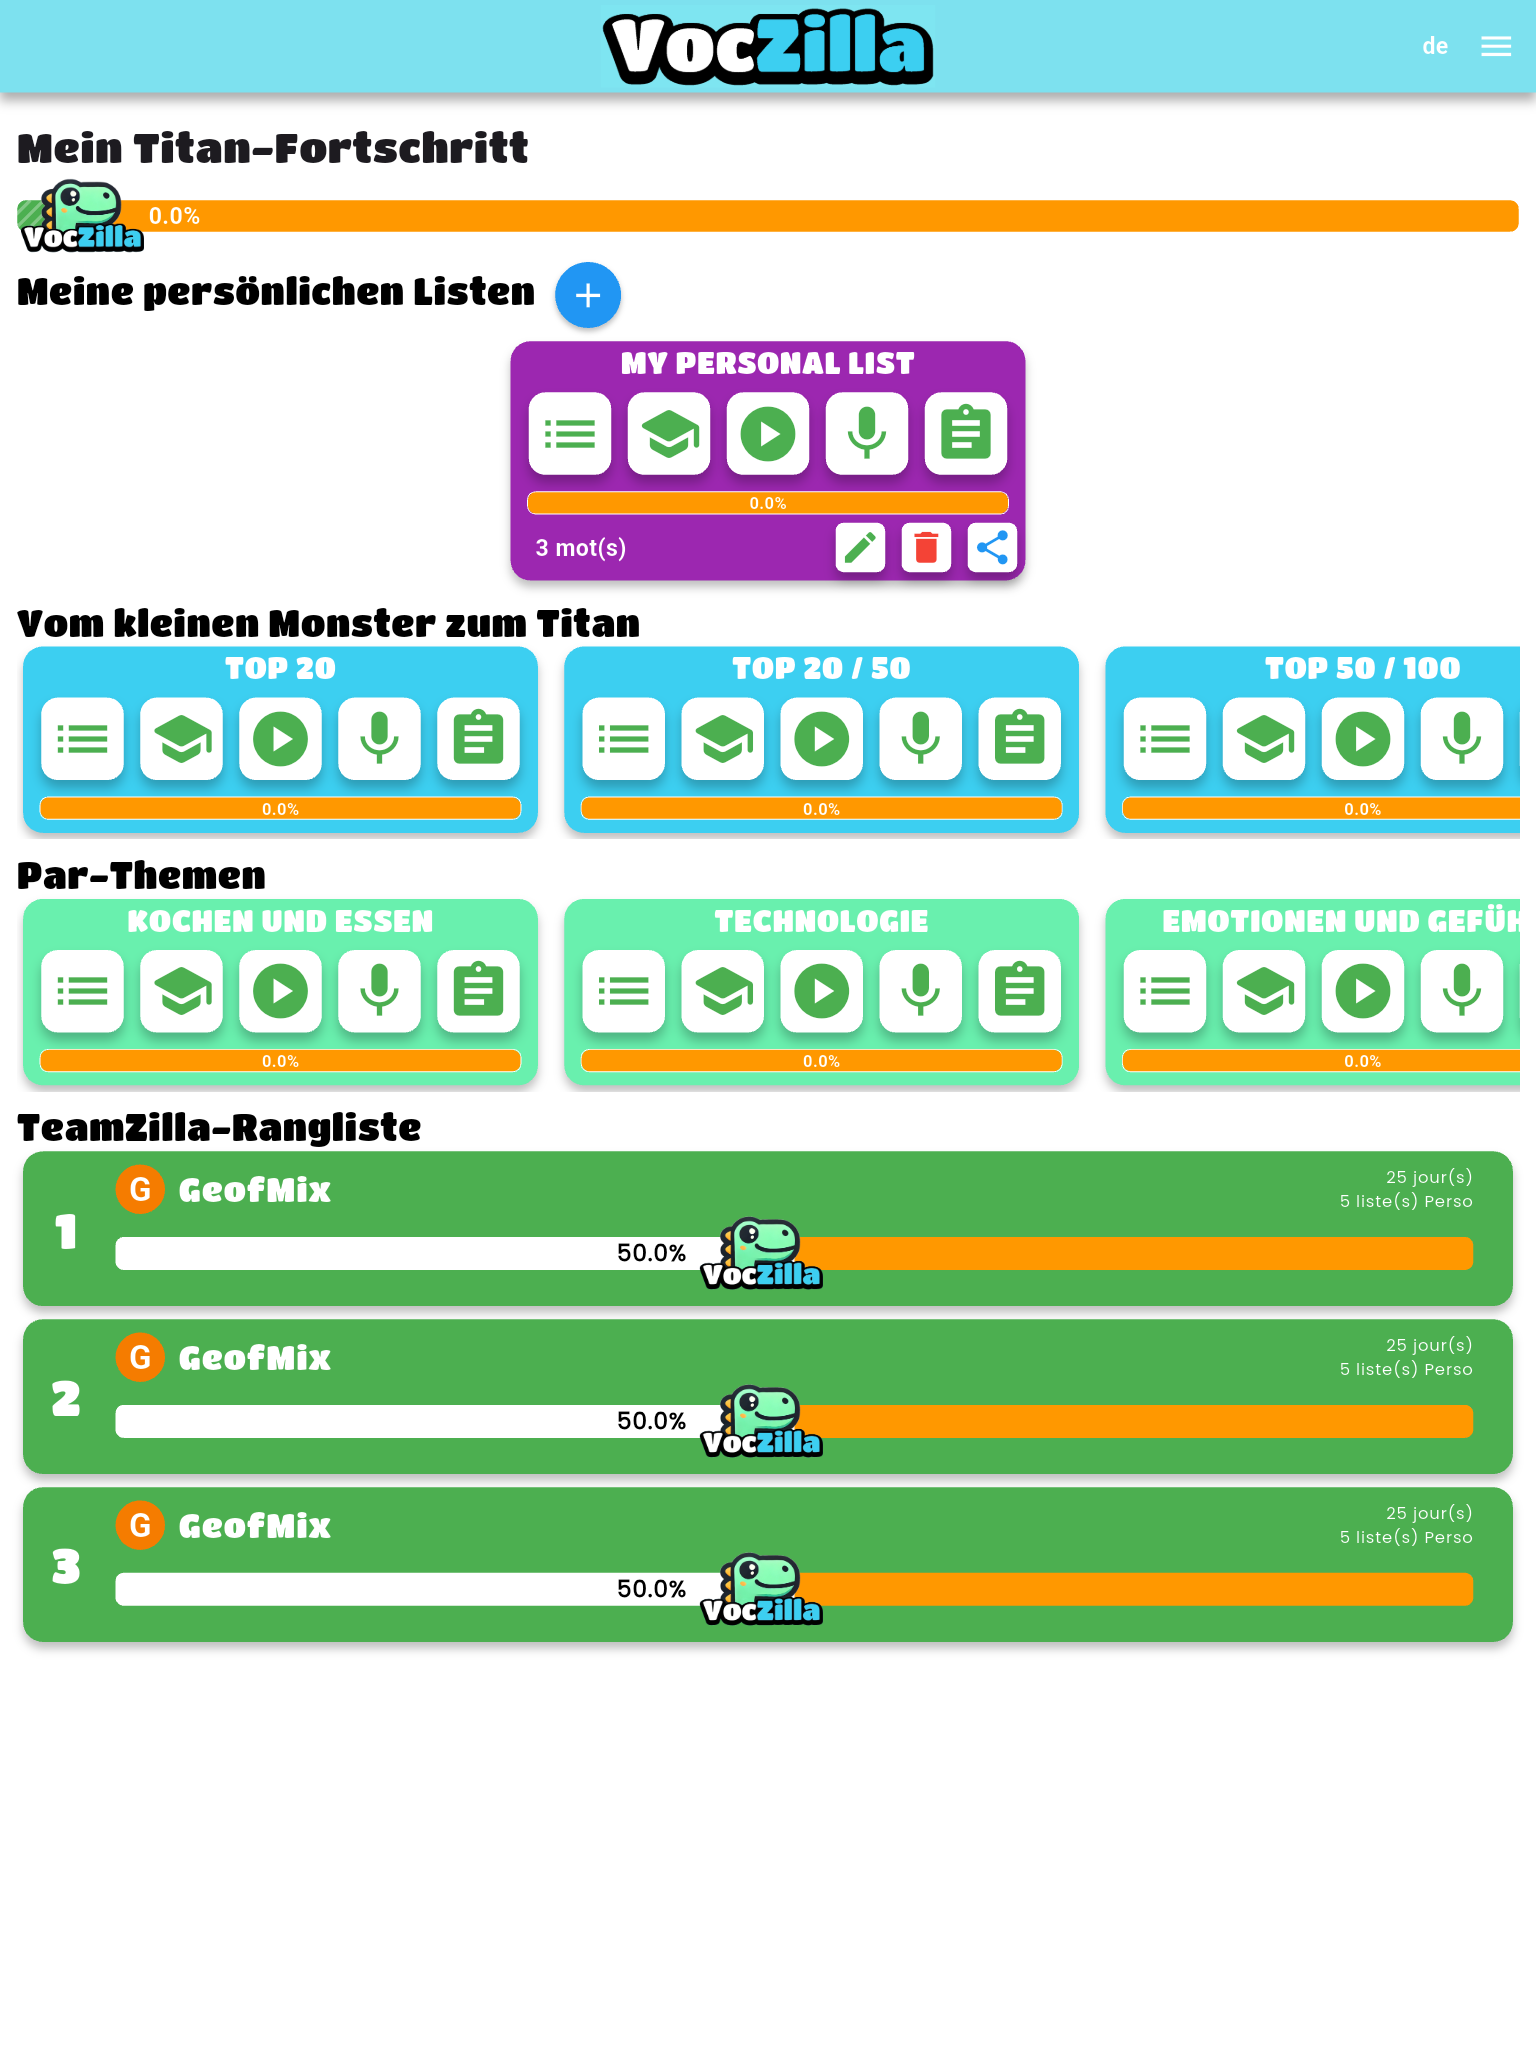 VocZilla
de
Mein Titan-Fortschritt
VocZilla
0.0%
Meine persönlichen Listen
MY PERSONAL LIST
0.0%
3 mot(s)
Vom kleinen Monster zum Titan
TOP 20
0.0%
TOP 20 / 50
0.0%
TOP 50 / 100
0.0%
Par-Themen
KOCHEN UND ESSEN
0.0%
TECHNOLOGIE
0.0%
EMOTIONEN UND GEFÜH
0.0%
TeamZilla-Rangliste
1
G
GeofMix
25 jour(s)
5 liste(s) Perso
50.0%
VocZilla
2
G
GeofMix
25 jour(s)
5 liste(s) Perso
50.0%
VocZilla
3
G
GeofMix
25 jour(s)
5 liste(s) Perso
50.0%
VocZilla